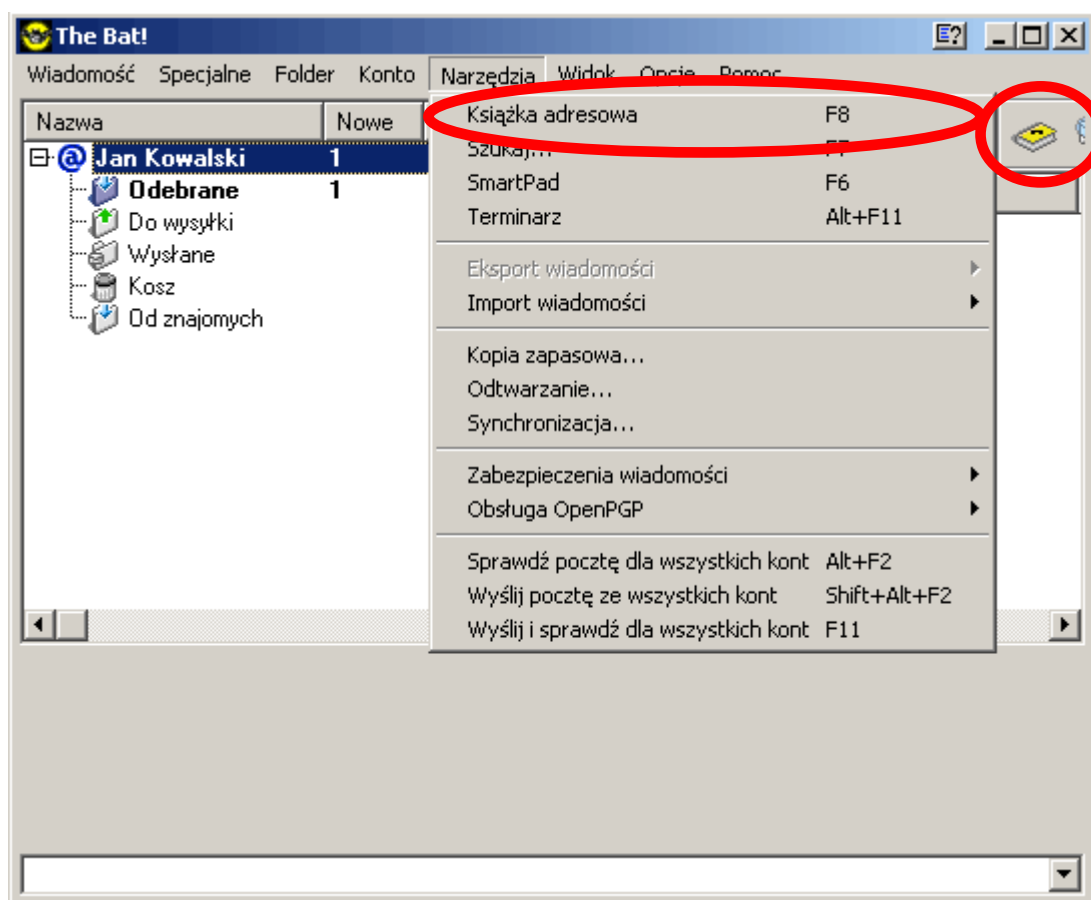 The Bat!
Wiadomość Specjalne Folder Konto Narzędzia Widok Opcje Pomoc
Nazwa Nowe
Jan Kowalski 1
Odebrane 1
Do wysyłki
Wysłane
Kosz
Od znajomych
Książka adresowa F8
Szukaj... F7
SmartPad F6
Terminarz Alt+F11
Eksport wiadomości
Import wiadomości
Kopia zapasowa...
Odtwarzanie...
Synchronizacja...
Zabezpieczenia wiadomości
Obsługa OpenPGP
Sprawdź pocztę dla wszystkich kont Alt+F2
Wyślij pocztę ze wszystkich kont Shift+Alt+F2
Wyślij i sprawdź dla wszystkich kont F11